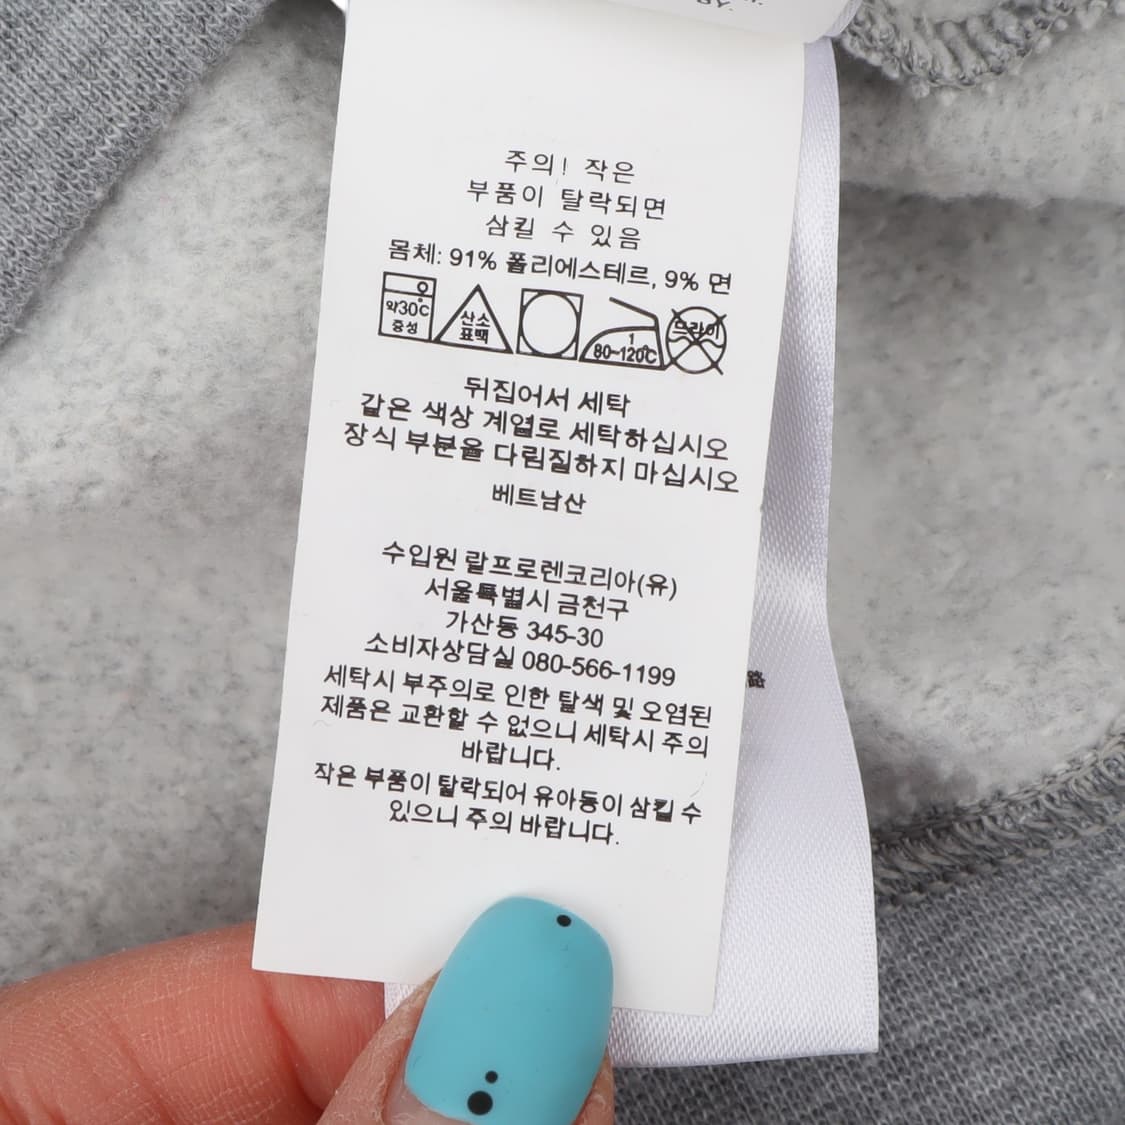 주의! 작은
부품이 탈락되면
삼킬 수 있음
몸체: 91% 폴리에스테르, 9% 면
약30℃ 중성
산소 표백
1 80~120℃
드라이
뒤집어서 세탁
같은 색상 계열로 세탁하십시오
장식 부분을 다림질하지 마십시오
베트남산
수입원 랄프로렌코리아(유)
서울특별시 금천구
가산동 345-30
소비자상담실 080-566-1199
세탁시 부주의로 인한 탈색 및 오염된
제품은 교환할 수 없으니 세탁시 주의
바랍니다.
작은 부품이 탈락되어 유아등이 삼킬 수
있으니 주의 바랍니다.
路